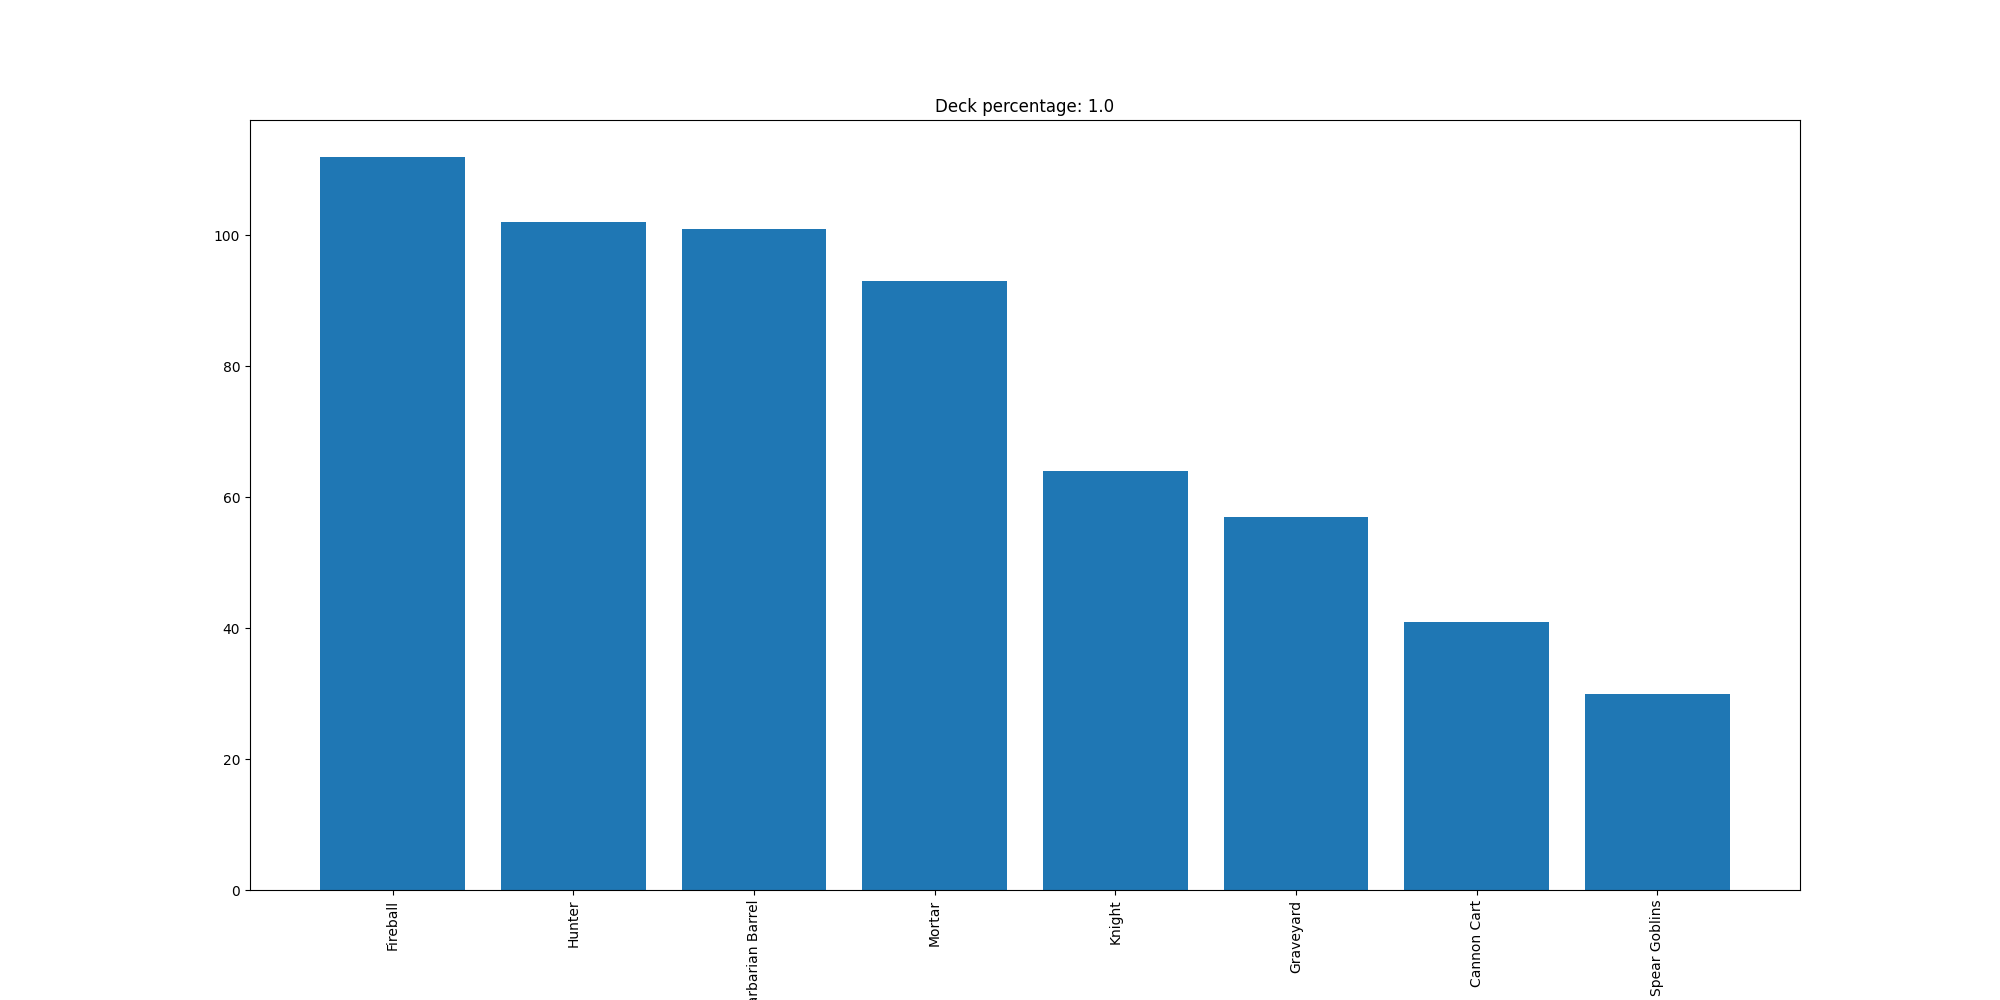 Deck percentage: 1.0
100
80
60
40
20
0
Fireball
Hunter
arbarian Barrel
Mortar
Knight
Graveyard
Cannon Cart
Spear Goblins